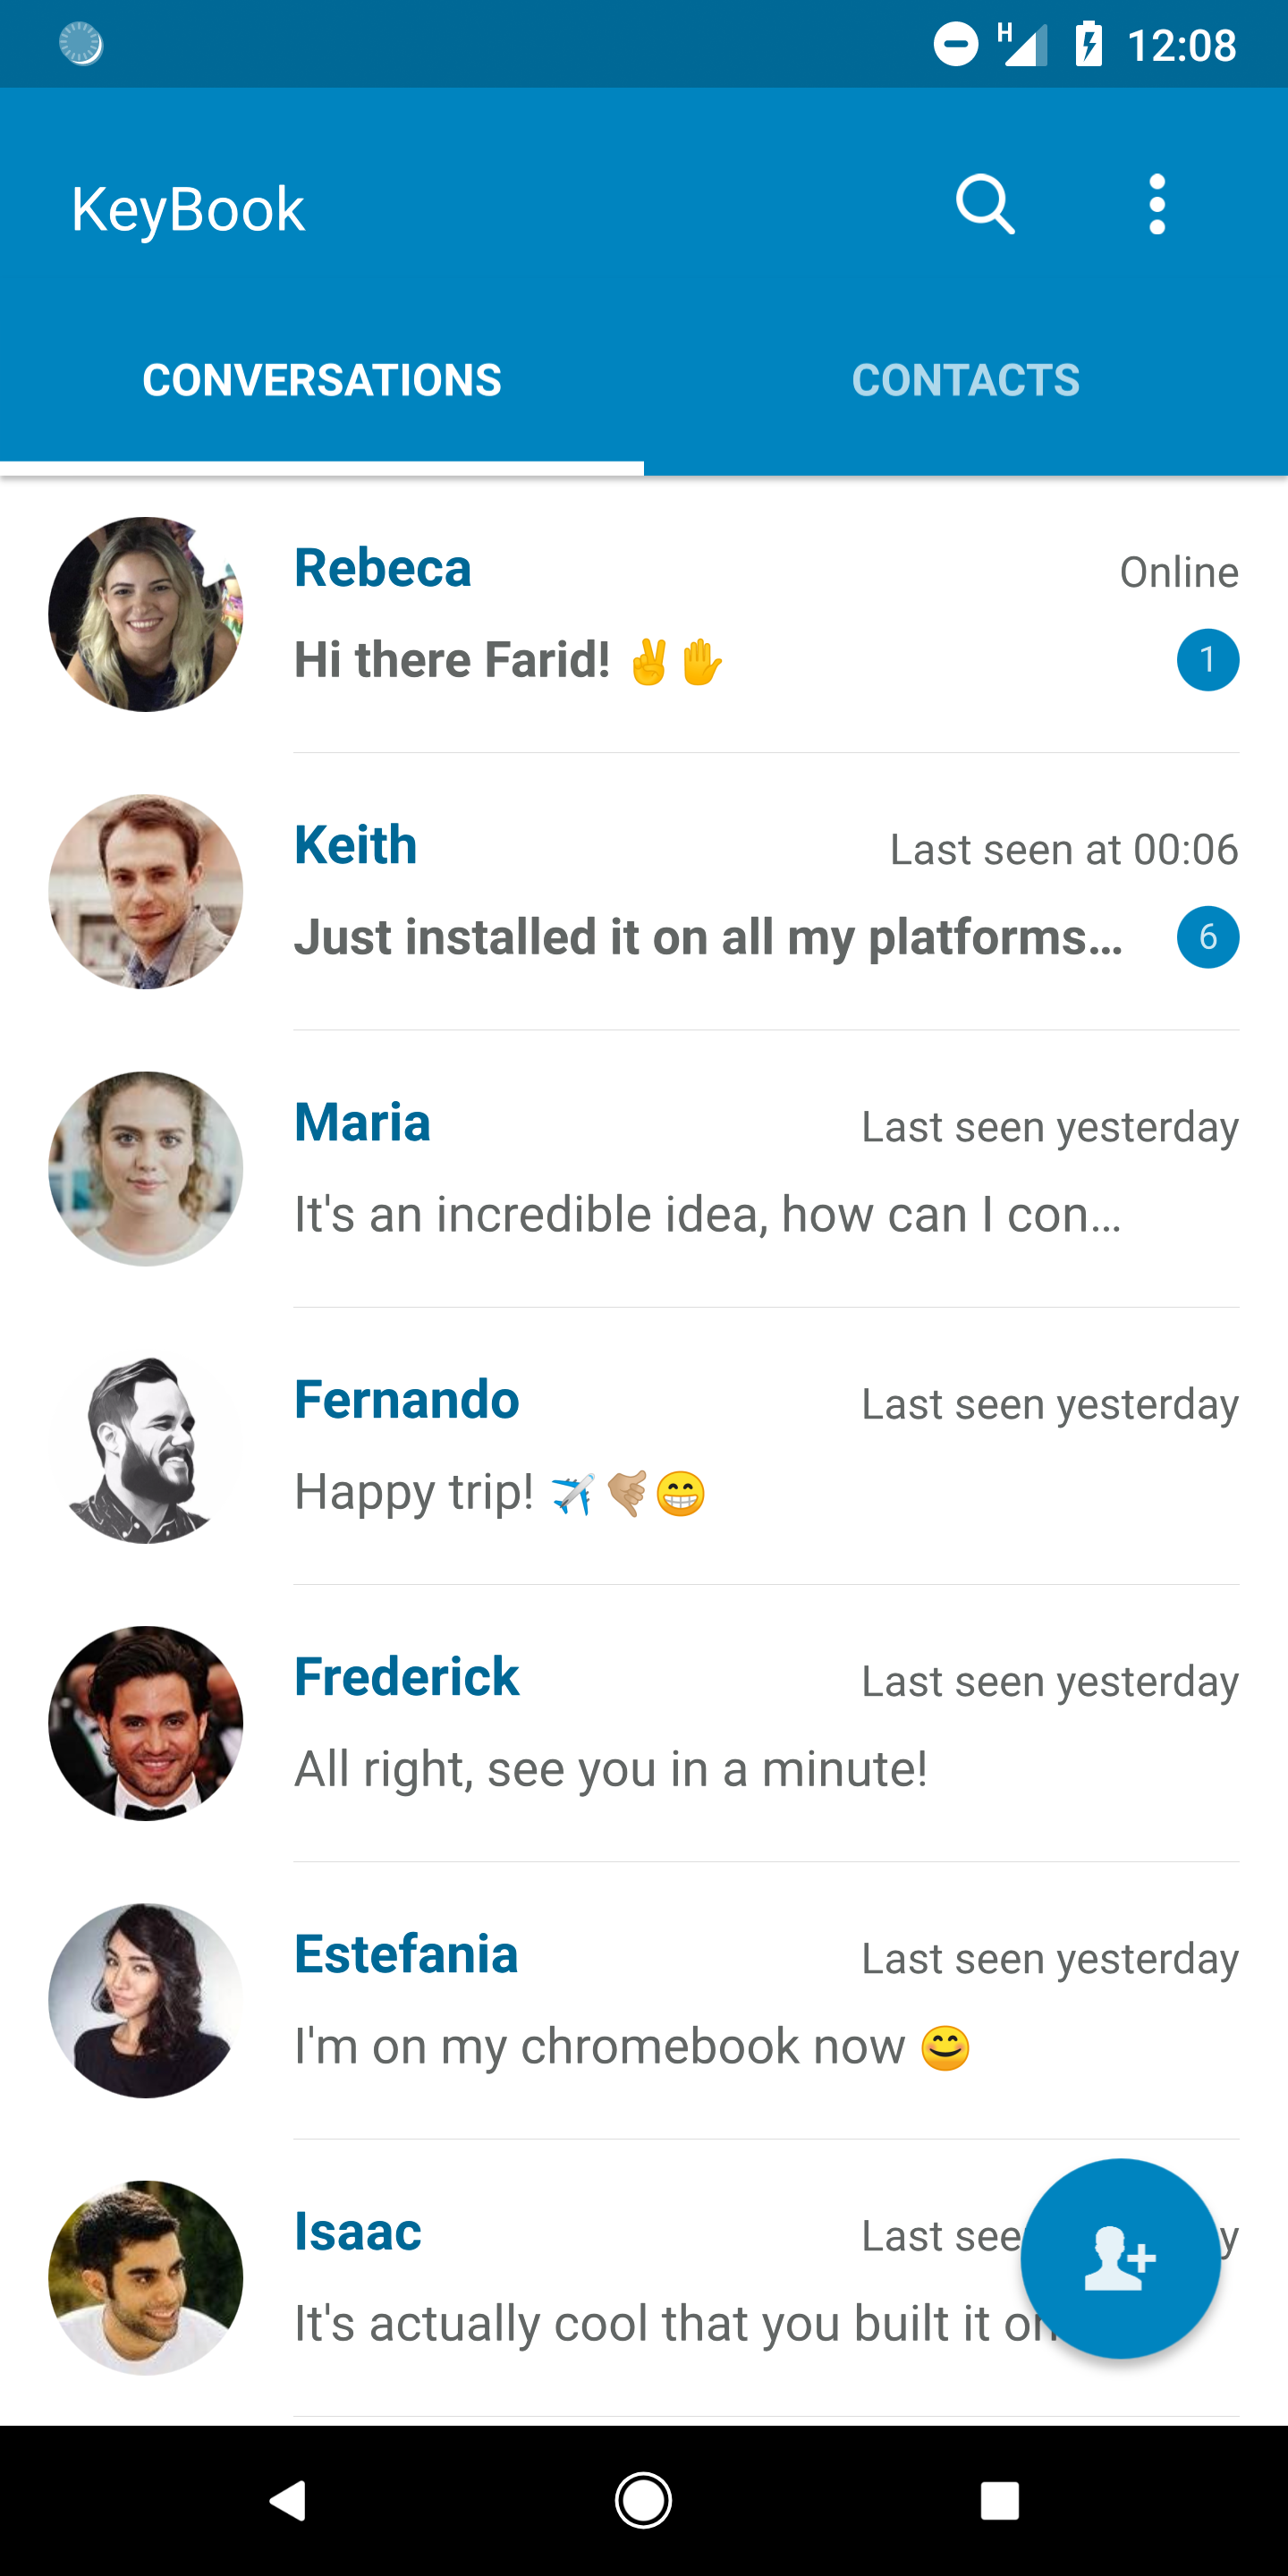 H 12:08
KeyBook
CONVERSATIONS CONTACTS
Rebeca Online
Hi there Farid! ✌️✋ 1
Keith Last seen at 00:06
Just installed it on all my platforms... 6
Maria Last seen yesterday
It's an incredible idea, how can I con...
Fernando Last seen yesterday
Happy trip! ✈️🤙🏼😁
Frederick Last seen yesterday
All right, see you in a minute!
Estefania Last seen yesterday
I'm on my chromebook now 😊
Isaac Last
It's actually cool that you built it